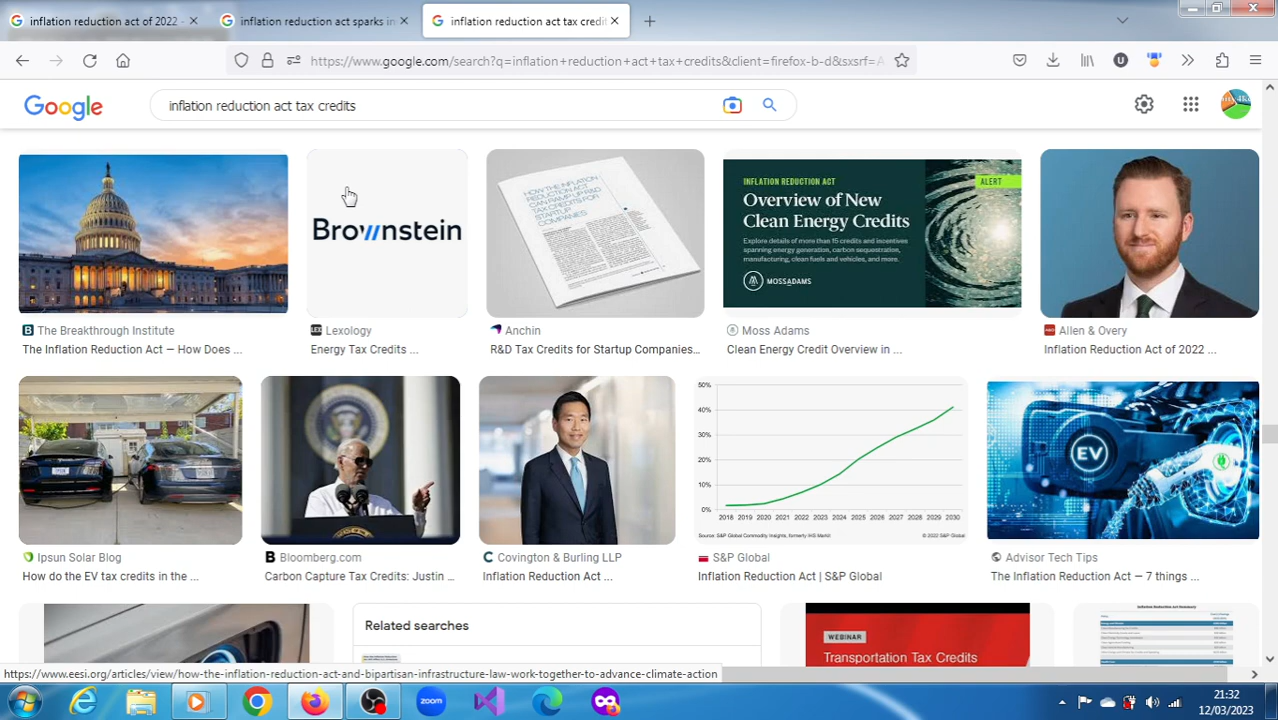 inflation reduction act of 2022 -
inflation reduction act sparks in
inflation reduction act tax credit
https://www.google.com/search?q=inflation+reduction+act+tax+credits&client=firefox-b-d&sxsrf=A
Google
inflation reduction act tax credits
Brownstein
HOW THE INFLATION
INFLATION REDUCTION ACT
ALERT
Overview of New
Clean Energy Credits
Explore details of more than 15 credits and incentives
spanning energy generation, carbon sequestration,
manufacturing, clean fuels and vehicles, and more.
MOSSADAMS
B The Breakthrough Institute
The Inflation Reduction Act — How Does ...
LEX Lexology
Energy Tax Credits ...
Anchin
R&D Tax Credits for Startup Companies...
Moss Adams
Clean Energy Credit Overview in ...
Allen & Overy
Inflation Reduction Act of 2022 ...
EV
50%
40%
30%
20%
10%
0%
2018 2019 2020 2021 2022 2023 2024 2025 2026 2027 2028 2029 2030
Source: S&P Global Commodity Insights, formerly IHS Markit
© 2022 S&P Global
Ipsun Solar Blog
How do the EV tax credits in the ...
B Bloomberg.com
Carbon Capture Tax Credits: Justin ...
C Covington & Burling LLP
Inflation Reduction Act ...
S&P Global
Inflation Reduction Act | S&P Global
Advisor Tech Tips
The Inflation Reduction Act — 7 things ...
Related searches
WEBINAR
Transportation Tax Credits
Inflation Reduction Act Summary
https://www.eesi.org/articles/view/how-the-inflation-reduction-act-and-bipartisan-infrastructure-law-work-together-to-advance-climate-action
zoom
21:32
12/03/2023